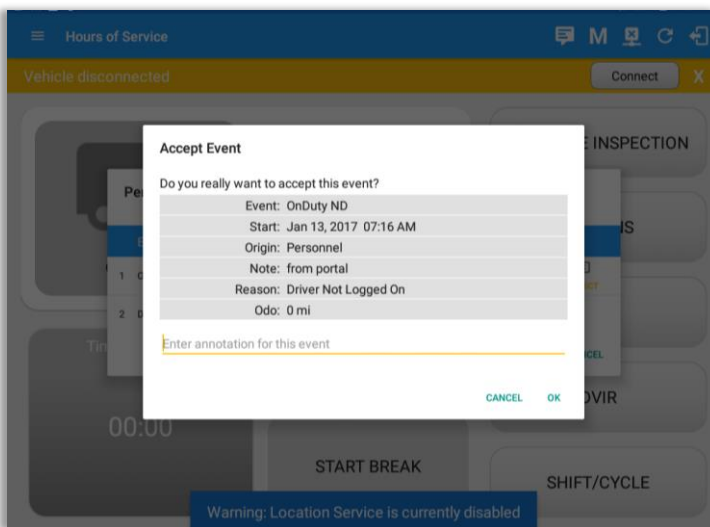 Hours of Service
M
Vehicle disconnected
Connect
X
INSPECTION
Accept Event
Do you really want to accept this event?
Event: OnDuty ND
Start: Jan 13, 2017 07:16 AM
Origin: Personnel
Note: from portal
Reason: Driver Not Logged On
Odo: 0 mi
Enter annotation for this event
CANCEL
OK
1
2
00:00
START BREAK
SHIFT/CYCLE
Warning: Location Service is currently disabled